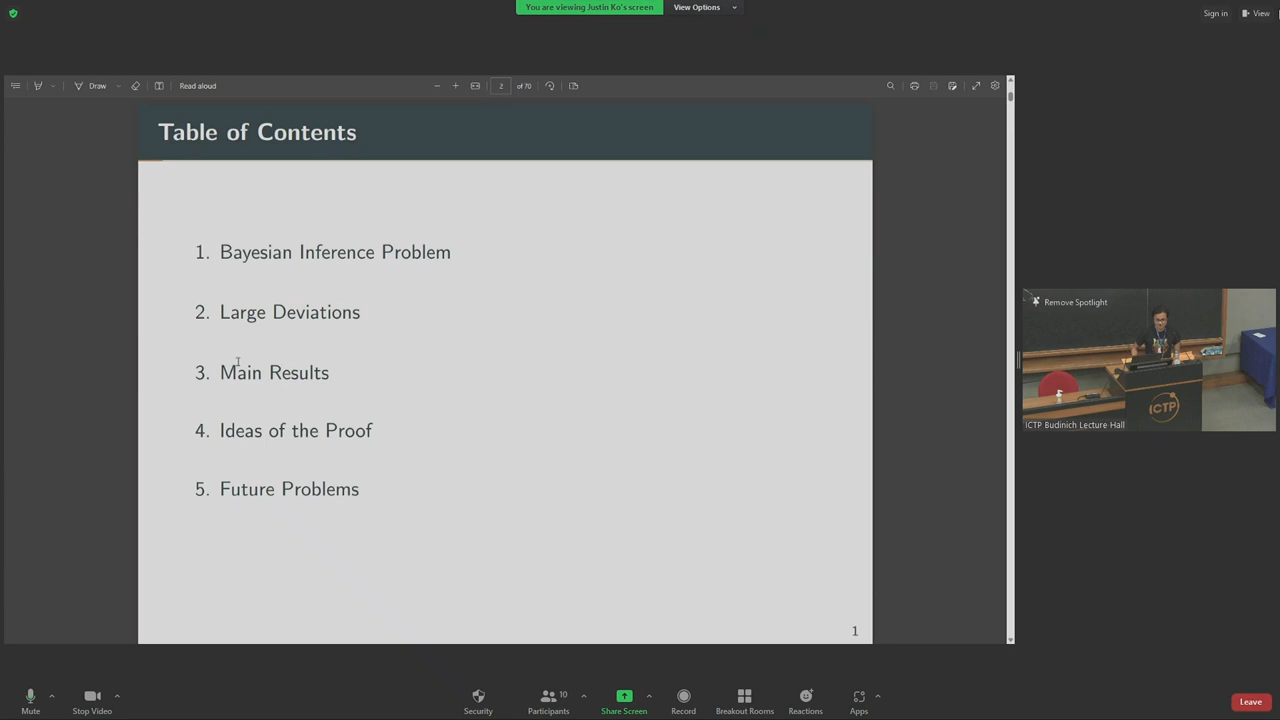 You are viewing Justin Ko's screen
View Options
Sign in
View
Draw
Read aloud
2
of 70
Table of Contents
1. Bayesian Inference Problem
2. Large Deviations
3. Main Results
4. Ideas of the Proof
5. Future Problems
1
Remove Spotlight
ICTP
ICTP Budinich Lecture Hall
Mute
Stop Video
Security
Participants
10
Share Screen
Record
Breakout Rooms
Reactions
Apps
Leave